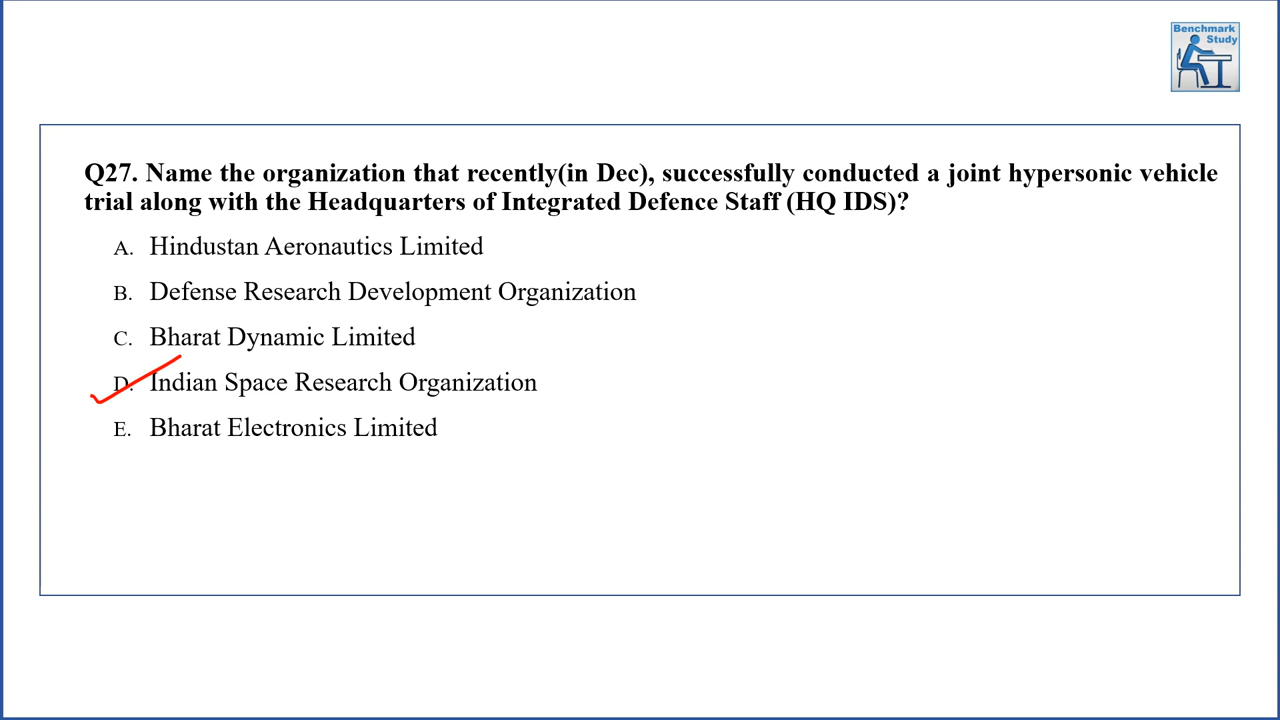 Benchmark
Study
Q27. Name the organization that recently(in Dec), successfully conducted a joint hypersonic vehicle
trial along with the Headquarters of Integrated Defence Staff (HQ IDS)?
A. Hindustan Aeronautics Limited
B. Defense Research Development Organization
C. Bharat Dynamic Limited
D. Indian Space Research Organization
E. Bharat Electronics Limited